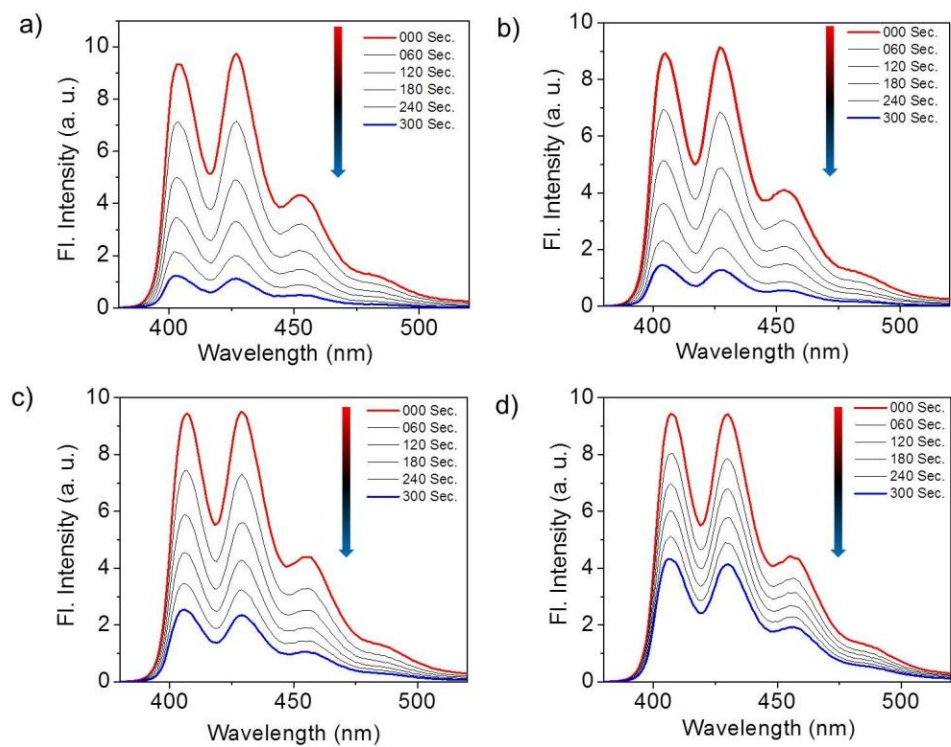 a)
10
8
6
4
2
0
Fl. Intensity (a. u.)
000 Sec.
060 Sec.
120 Sec.
180 Sec.
240 Sec.
300 Sec.
400
450
500
Wavelength (nm)
b)
10
8
6
4
2
0
Fl. Intensity (a. u.)
000 Sec.
060 Sec.
120 Sec.
180 Sec.
240 Sec.
300 Sec.
400
450
500
Wavelength (nm)
c)
10
8
6
4
2
0
Fl. Intensity (a. u.)
000 Sec.
060 Sec.
120 Sec.
180 Sec.
240 Sec.
300 Sec.
400
450
500
Wavelength (nm)
d)
10
8
6
4
2
0
Fl. Intensity (a. u.)
000 Sec.
060 Sec.
120 Sec.
180 Sec.
240 Sec.
300 Sec.
400
450
500
Wavelength (nm)